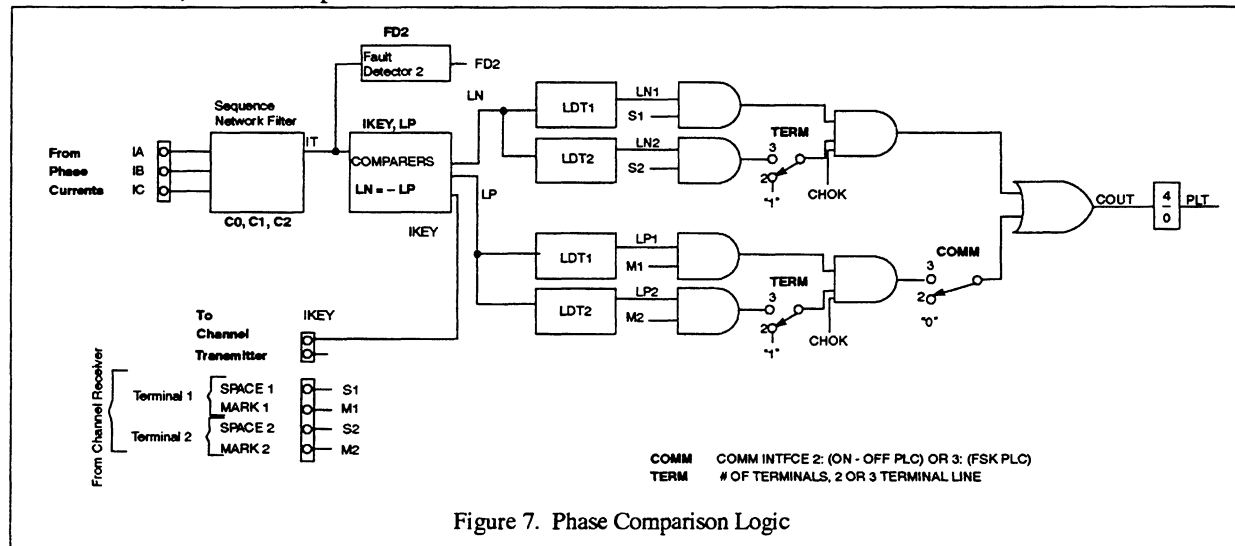 FD2
Fault
Detector 2
FD2
Sequence
Network Filter
IT
IKEY, LP
COMPARERS
LN = - LP
IKEY
C0, C1, C2
From
Phase
Currents
IA
IB
IC
LN
LP
LDT1
LN1
S1
LDT2
LN2
S2
TERM
3
2
"1"
CHOK
LDT1
LP1
M1
LDT2
LP2
M2
TERM
3
2
"1"
CHOK
COMM
3
2
"0"
COUT
4
0
PLT
To
Channel
Transmitter
IKEY
From Channel Receiver
Terminal 1
SPACE 1
MARK 1
Terminal 2
SPACE 2
MARK 2
S1
M1
S2
M2
COMM COMM INTFCE 2: (ON - OFF PLC) OR 3: (FSK PLC)
TERM # OF TERMINALS, 2 OR 3 TERMINAL LINE
Figure 7. Phase Comparison Logic